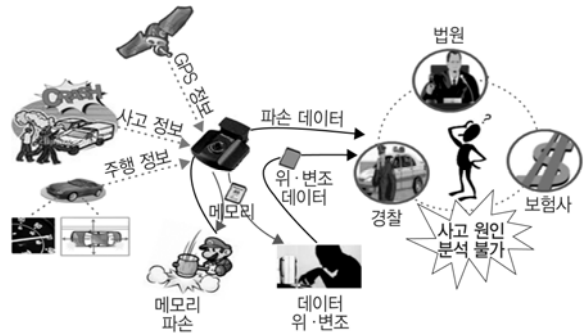 법원
GPS 정보
CRASH
사고 정보
파손 데이터
?
주행 정보
위·변조
데이터
메모리
경찰
보험사
$
사고 원인
분석 불가
메모리
파손
데이터
위·변조